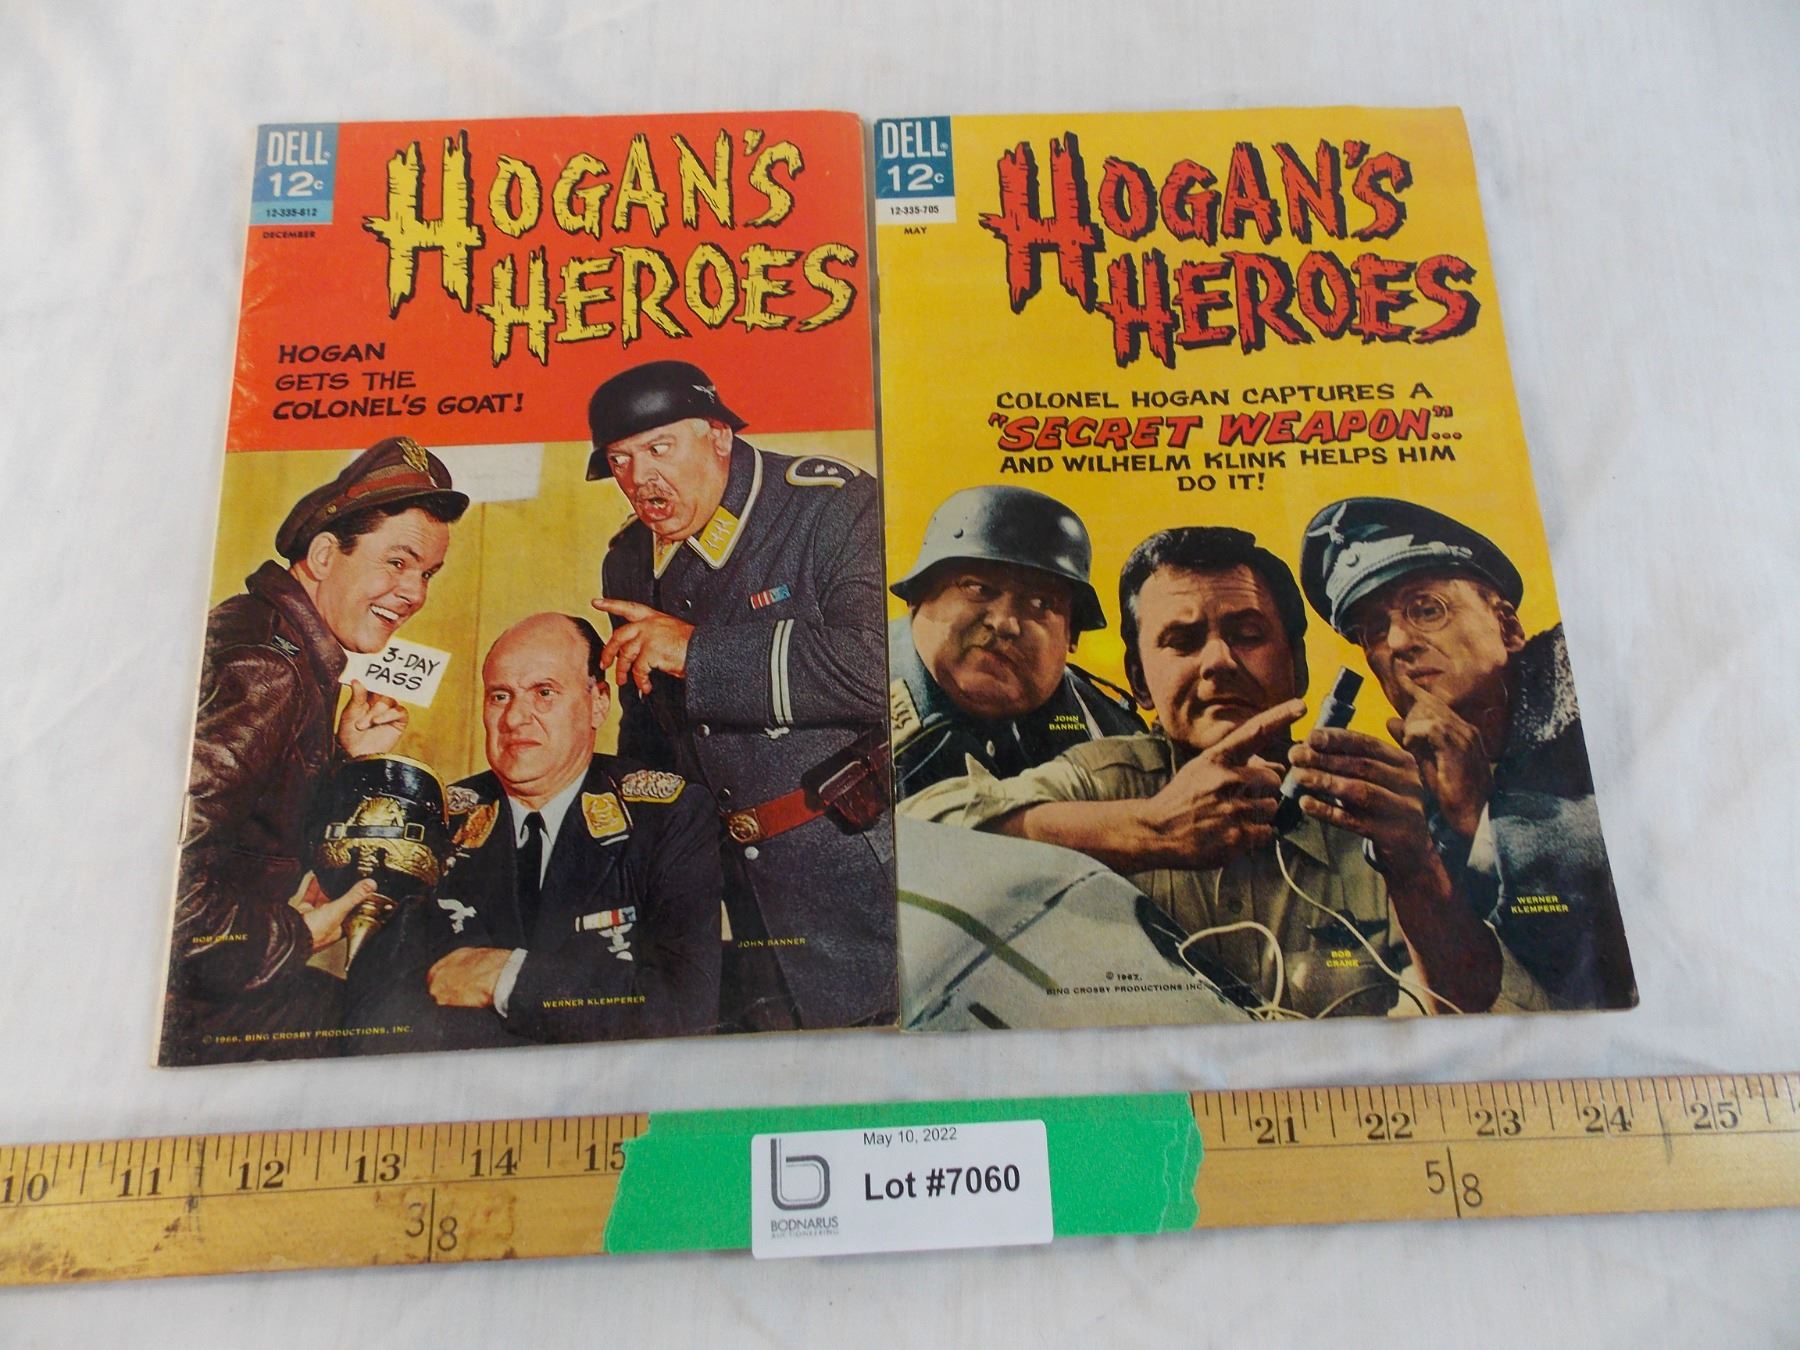 DELL
12c
12-335-612
DECEMBER
HOGAN'S
HEROES
HOGAN
GETS THE
COLONEL'S GOAT!
3-DAY
PASS
BOB CRANE
JOHN BANNER
WERNER KLEMPERER
© 1966, BING CROSBY PRODUCTIONS, INC.
DELL
12c
12-335-705
MAY
HOGAN'S
HEROES
COLONEL HOGAN CAPTURES A
"SECRET WEAPON"...
AND WILHELM KLINK HELPS HIM
DO IT!
JOHN
BANNER
WERNER
KLEMPERER
BOB
CRANE
© 1967,
BING CROSBY PRODUCTIONS INC.
10 11 12 13 14 15 21 22 23 24 25
3/8 5/8
May 10, 2022
Lot #7060
BODNARUS
AUCTIONEERING